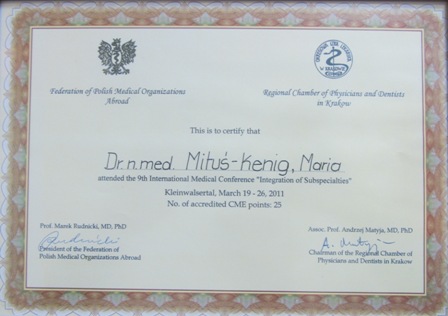 Federation of Polish Medical Organizations
Abroad
Regional Chamber of Physicians and Dentists
in Krakow
This is to certify that
Dr. n. med. Mituś-Kenig, Maria
attended the 9th International Medical Conference "Integration of Subspecialties"
Kleinwalsertal, March 19 - 26, 2011
No. of accredited CME points: 25
Prof. Marek Rudnicki, MD, PhD
President of the Federation of
Polish Medical Organizations Abroad
Assoc. Prof. Andrzej Matyja, MD, PhD
Chairman of the Regional Chamber of
Physicians and Dentists in Krakow